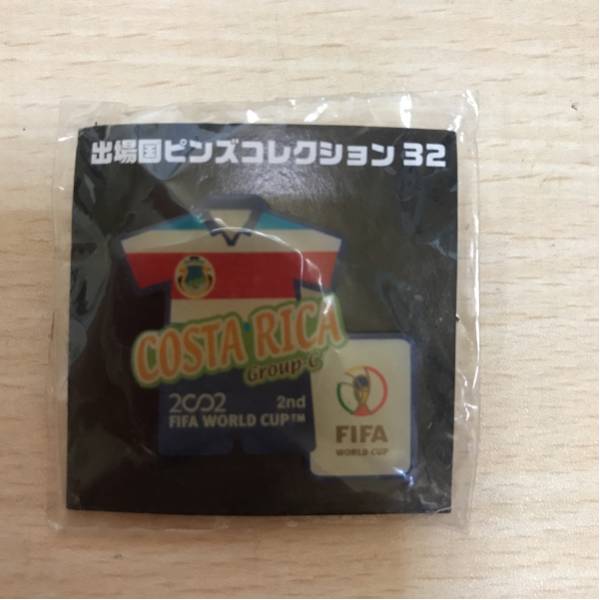 出場国ピンズコレクション 32
COSTA RICA
Group-C
2002 2nd
FIFA WORLD CUP™
FIFA
WORLD CUP